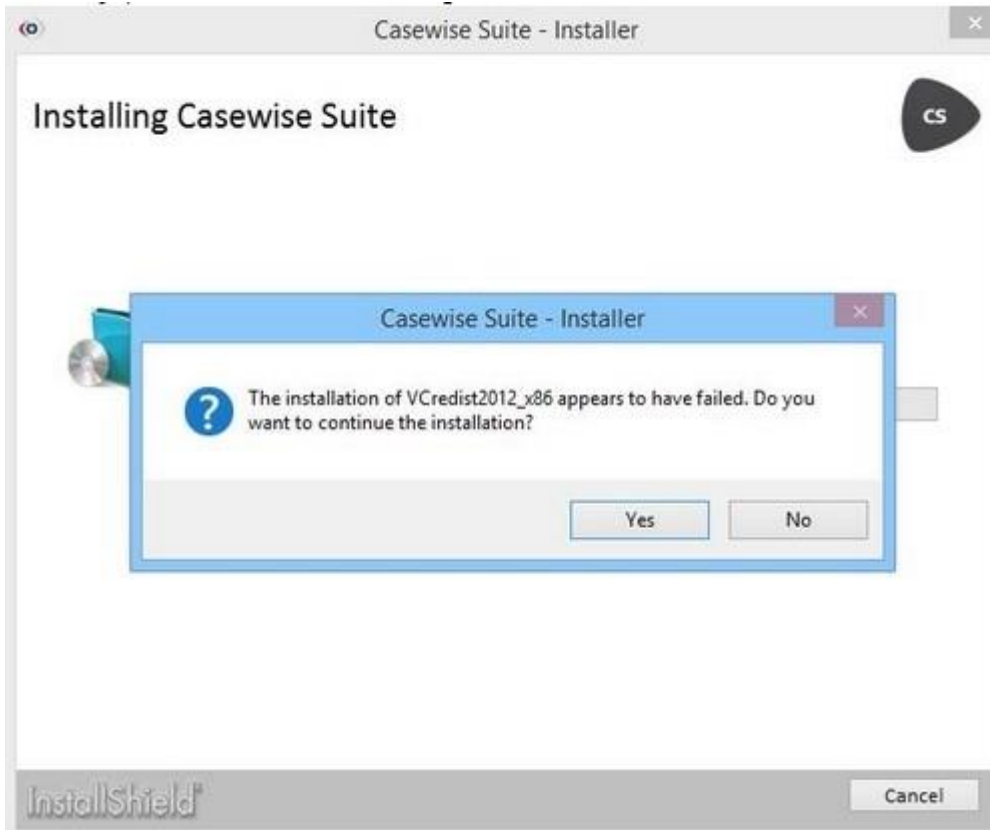 Casewise Suite - Installer
Installing Casewise Suite
CS
Casewise Suite - Installer
The installation of VCredist2012_x86 appears to have failed. Do you
want to continue the installation?
Yes
No
InstallShield
Cancel